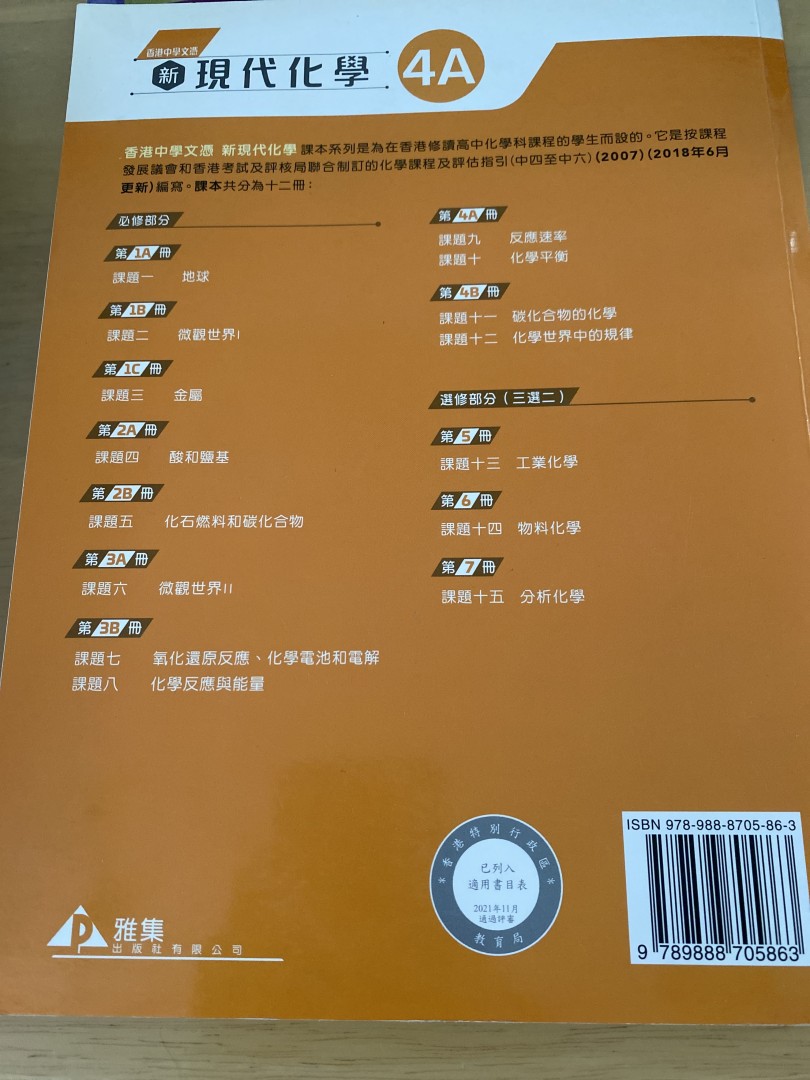 香港中學文憑
新 現代化學 4A
香港中學文憑 新現代化學 課本系列是為在香港修讀高中化學科課程的學生而設的。它是按課程
發展議會和香港考試及評核局聯合制訂的化學課程及評估指引(中四至中六)(2007)(2018年6月
更新)編寫。課本共分為十二冊:
必修部分
第1A冊
課題一 地球
第1B冊
課題二 微觀世界I
第1C冊
課題三 金屬
第2A冊
課題四 酸和鹽基
第2B冊
課題五 化石燃料和碳化合物
第3A冊
課題六 微觀世界II
第3B冊
課題七 氧化還原反應、化學電池和電解
課題八 化學反應與能量
第4A冊
課題九 反應速率
課題十 化學平衡
第4B冊
課題十一 碳化合物的化學
課題十二 化學世界中的規律
選修部分(三選二)
第5冊
課題十三 工業化學
第6冊
課題十四 物料化學
第7冊
課題十五 分析化學
P 雅集
出版社有限公司
*香港特別行政區*
已列入
適用書目表
2021年11月
通過評審
教育局
ISBN 978-988-8705-86-3
9 789888 705863